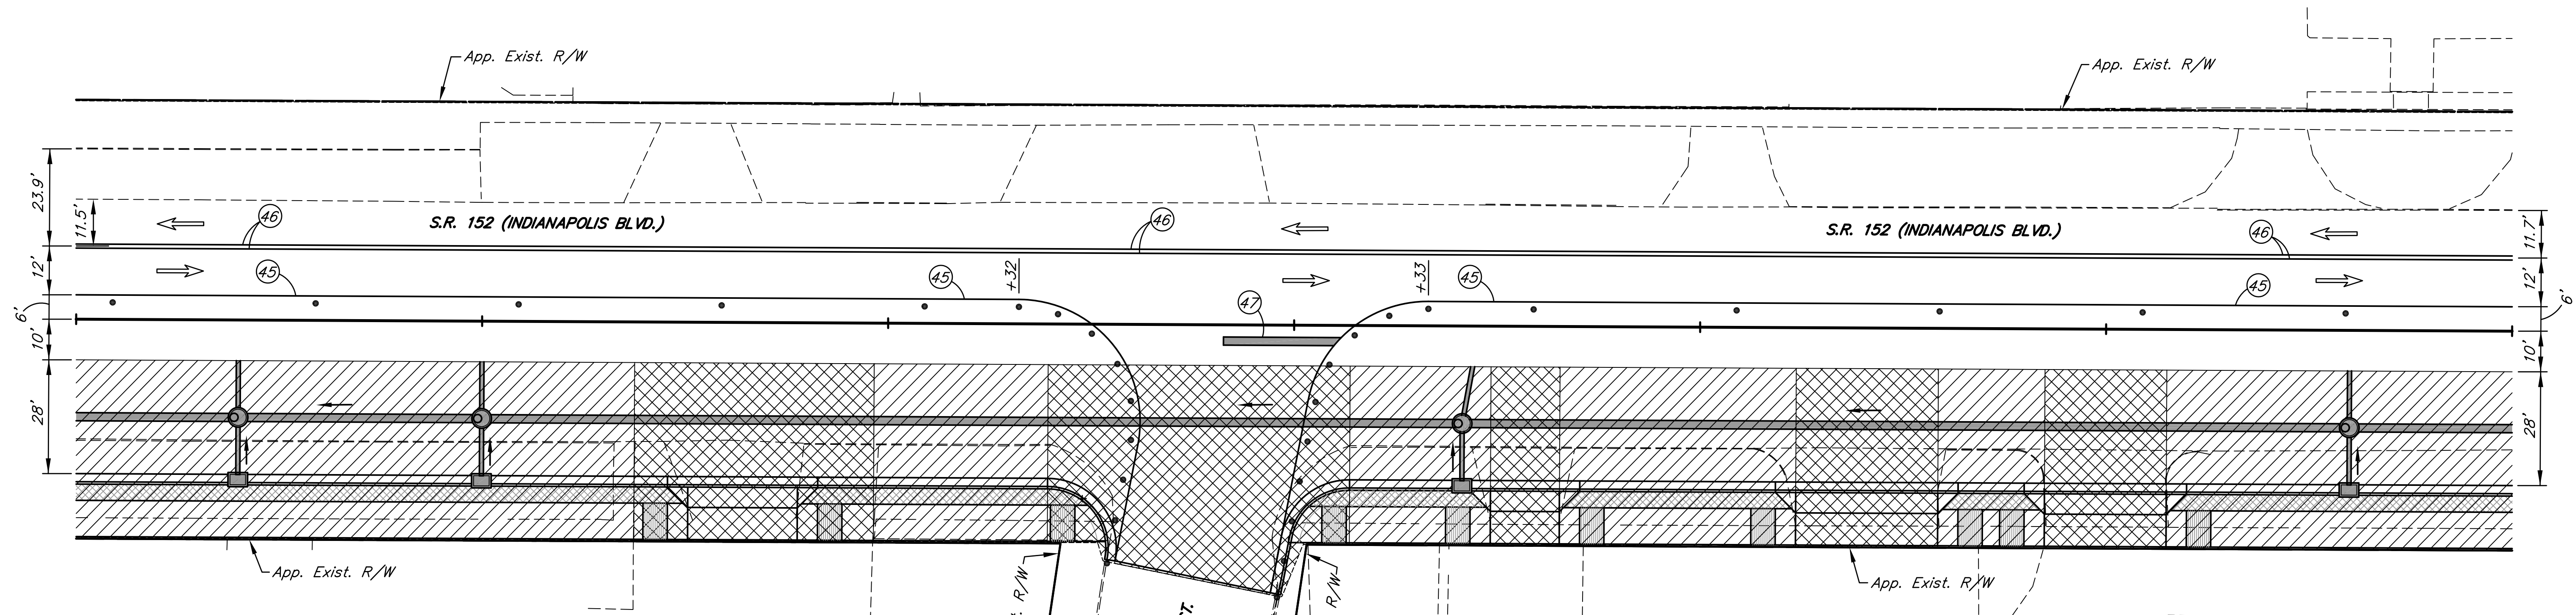 App. Exist. R/W
App. Exist. R/W
23.9'
11.5'
46
S.R. 152 (INDIANAPOLIS BLVD.)
46
S.R. 152 (INDIANAPOLIS BLVD.)
46
11.7'
12'
45
45
+32
47
+33
45
45
12'
6'
6'
10'
10'
28'
28'
App. Exist. R/W
R/W
ST.
R/W
App. Exist. R/W